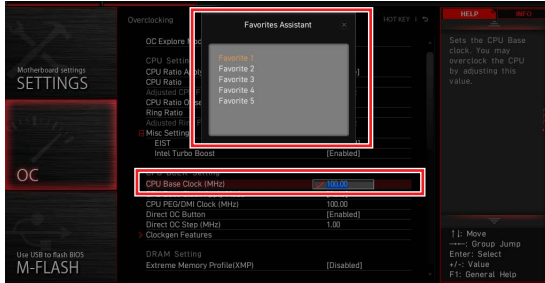 Overclocking
Favorites Assistant
×
HOT KEY
HELP
INFO
OC Explore Mode
Favorite 1
Favorite 2
Favorite 3
Favorite 4
Favorite 5
CPU Setting
CPU Ratio Apply
CPU Ratio
Adjusted CPU F
CPU Ratio Offse
Ring Ratio
Adjusted Ring F
Misc Setting
EIST
Intel Turbo Boost [Enabled]
Setting
CPU Base Clock (MHz) 100.00
CPU PEG/DMI Clock (MHz) 100.00
Direct OC Button [Enabled]
Direct OC Step (MHz) 1.00
Clockgen Features
DRAM Setting
Extreme Memory Profile(XMP) [Disabled]
Motherboard settings
SETTINGS
OC
Use USB to flash BIOS
M-FLASH
Sets the CPU Base
clock. You may
overclock the CPU
by adjusting this
value.
↑↓: Move
→←: Group Jump
Enter: Select
+/-: Value
F1: General Help